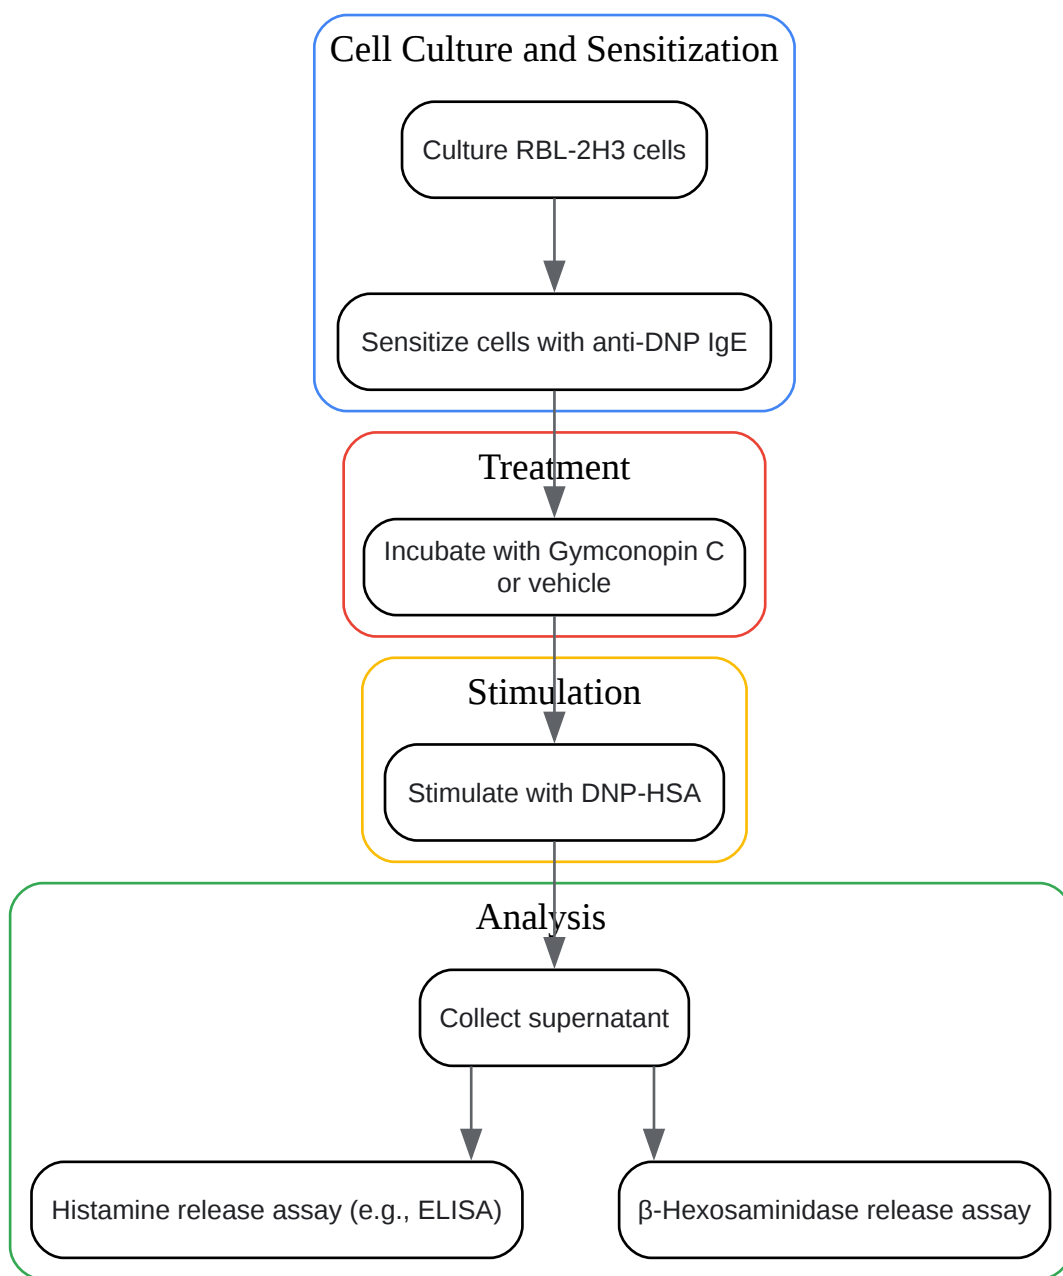 Cell Culture and Sensitization
Culture RBL-2H3 cells
Sensitize cells with anti-DNP IgE
Treatment
Incubate with Gymconopin C
or vehicle
Stimulation
Stimulate with DNP-HSA
Analysis
Collect supernatant
Histamine release assay (e.g., ELISA)
β-Hexosaminidase release assay